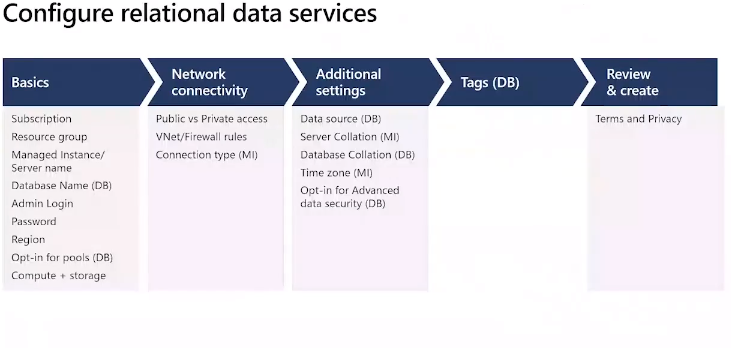 Configure relational data services
Basics
Network
connectivity
Additional
settings
Tags (DB)
Review
& create
Subscription
Resource group
Managed Instance/
Server name
Database Name (DB)
Admin Login
Password
Region
Opt-in for pools (DB)
Compute + storage
Public vs Private access
VNet/Firewall rules
Connection type (MI)
Data source (DB)
Server Collation (MI)
Database Collation (DB)
Time zone (MI)
Opt-in for Advanced
data security (DB)
Terms and Privacy